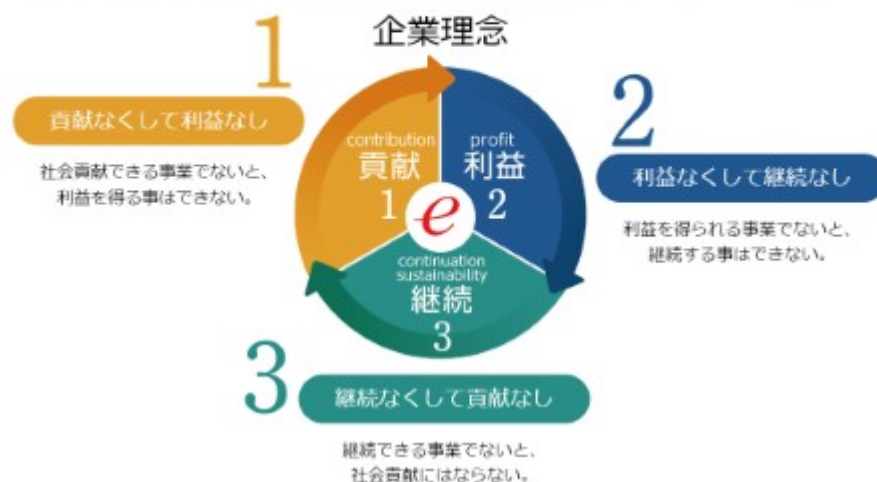 企業理念
1
貢献なくして利益なし
社会貢献できる事業でないと、
利益を得る事はできない。
2
利益なくして継続なし
利益を得られる事業でないと、
継続する事はできない。
contribution
貢献
1
profit
利益
2
e
continuation
sustainability
継続
3
3
継続なくして貢献なし
継続できる事業でないと、
社会貢献にはならない。